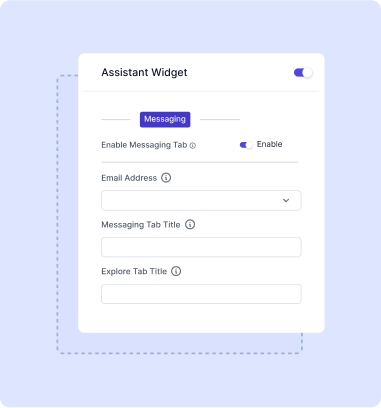 Assistant Widget
Messaging
Enable Messaging Tab
Enable
Email Address
Messaging Tab Title
Explore Tab Title